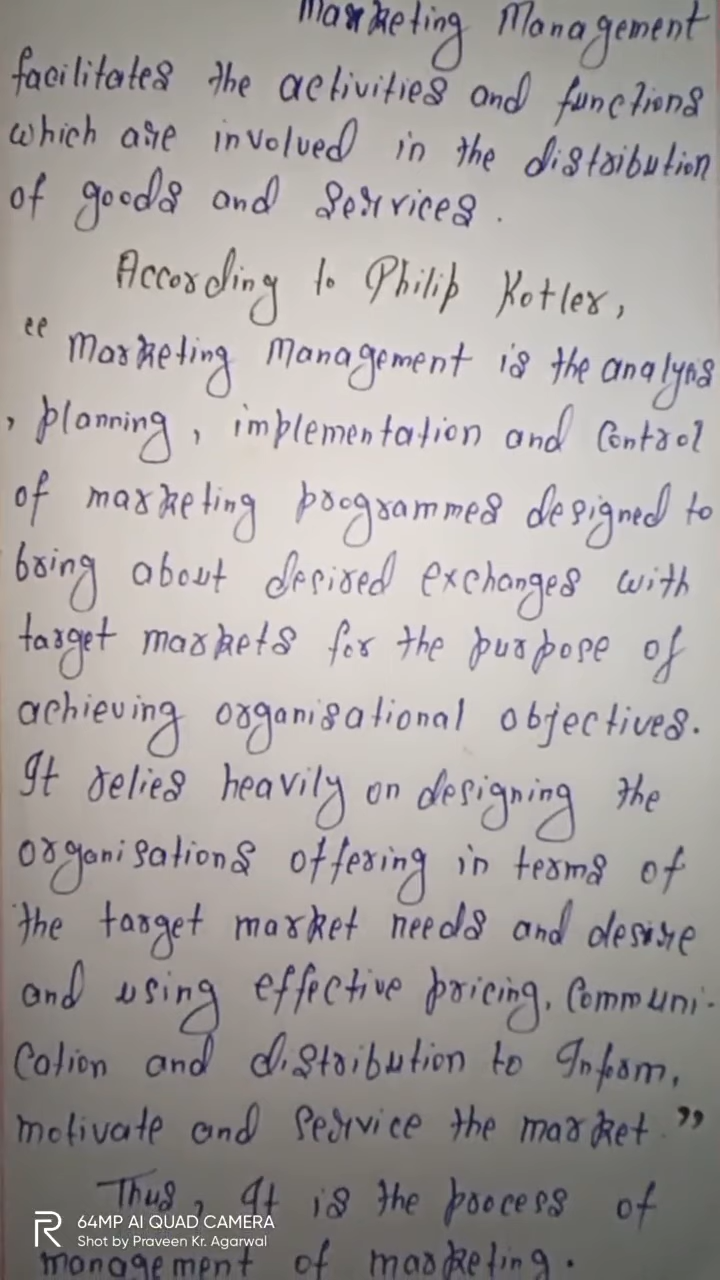 Marketing Management
facilitates the activities and functions
which are involved in the distribution
of goods and services.
According to Philip Kotler,
“Marketing Management is the analysis
, planning, implementation and Control
of marketing programmes designed to
bring about desired exchanges with
target markets for the purpose of
achieving organisational objectives.
It relies heavily on designing the
organisations offering in terms of
the target market needs and desire
and using effective pricing, Communi-
cation and distribution to Inform,
motivate and service the market.”
Thus, It is the process of
management of marketing.
64MP AI QUAD CAMERA
Shot by Praveen Kr. Agarwal